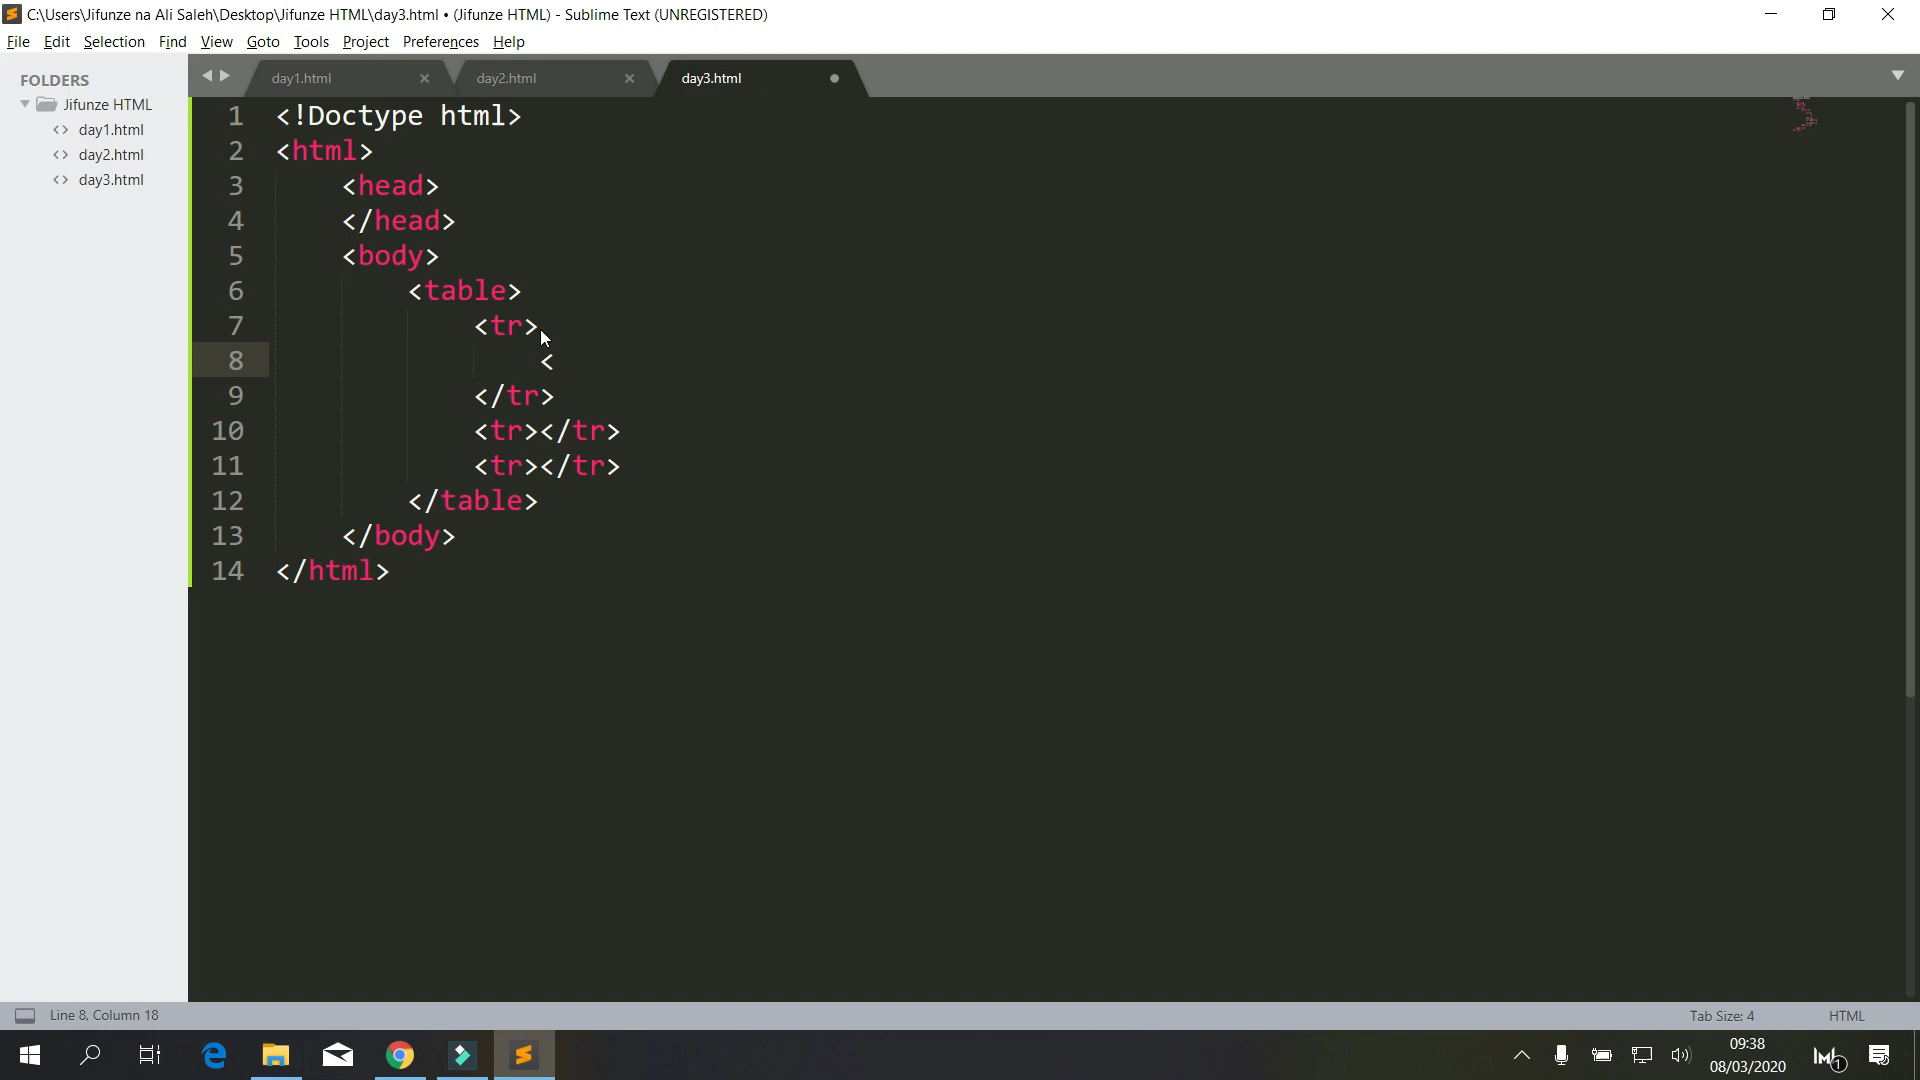 C:\Users\Jifunze na Ali Saleh\Desktop\Jifunze HTML\day3.html • (Jifunze HTML) - Sublime Text (UNREGISTERED)
File Edit Selection Find View Goto Tools Project Preferences Help
FOLDERS
Jifunze HTML
day1.html
day2.html
day3.html
day1.html day2.html day3.html
1 <!Doctype html>
2 <html>
3 <head>
4 </head>
5 <body>
6 <table>
7 <tr>
8 <
9 </tr>
10 <tr></tr>
11 <tr></tr>
12 </table>
13 </body>
14 </html>
Line 8, Column 18 Tab Size: 4 HTML
09:38
08/03/2020
1